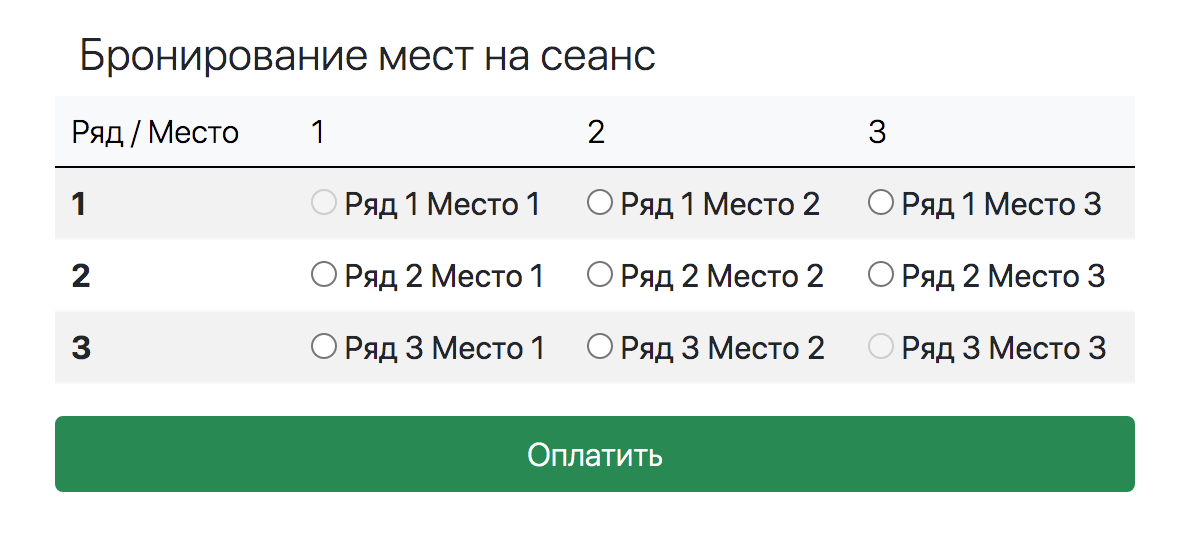 Бронирование мест на сеанс
Ряд / Место 1 2 3
1 Ряд 1 Место 1 Ряд 1 Место 2 Ряд 1 Место 3
2 Ряд 2 Место 1 Ряд 2 Место 2 Ряд 2 Место 3
3 Ряд 3 Место 1 Ряд 3 Место 2 Ряд 3 Место 3
Оплатить